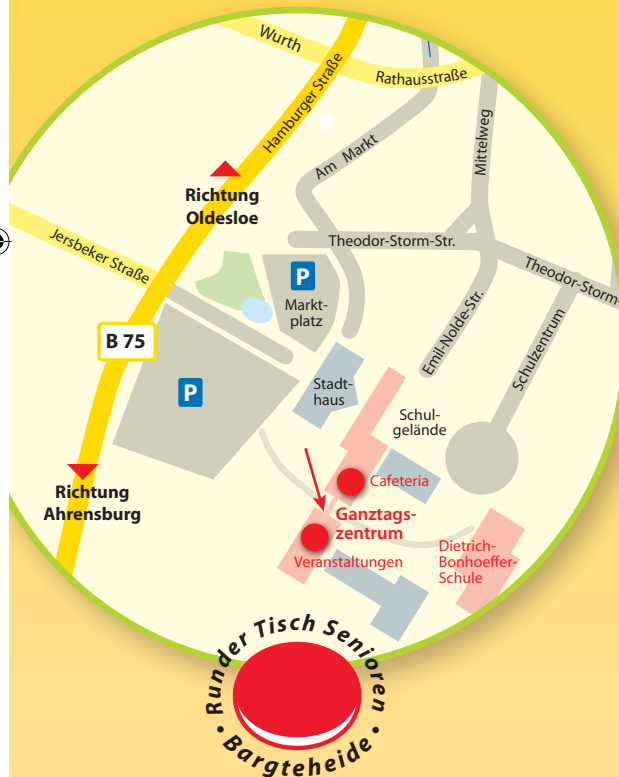 Wurth
Rathausstraße
Hamburger Straße
P
Am Markt
Mittelweg
Richtung
Oldesloe
Jersbeker Straße
Theodor-Storm-Str.
Theodor-Storm-
P
Markt-
platz
B 75
Emil-Nolde-Str.
Schulzentrum
P
Stadt-
haus
Schul-
gelände
Richtung
Ahrensburg
Cafeteria
Ganztags-
zentrum
Veranstaltungen
Dietrich-
Bonhoeffer-
Schule
Runder Tisch Senioren
• Bargteheide •